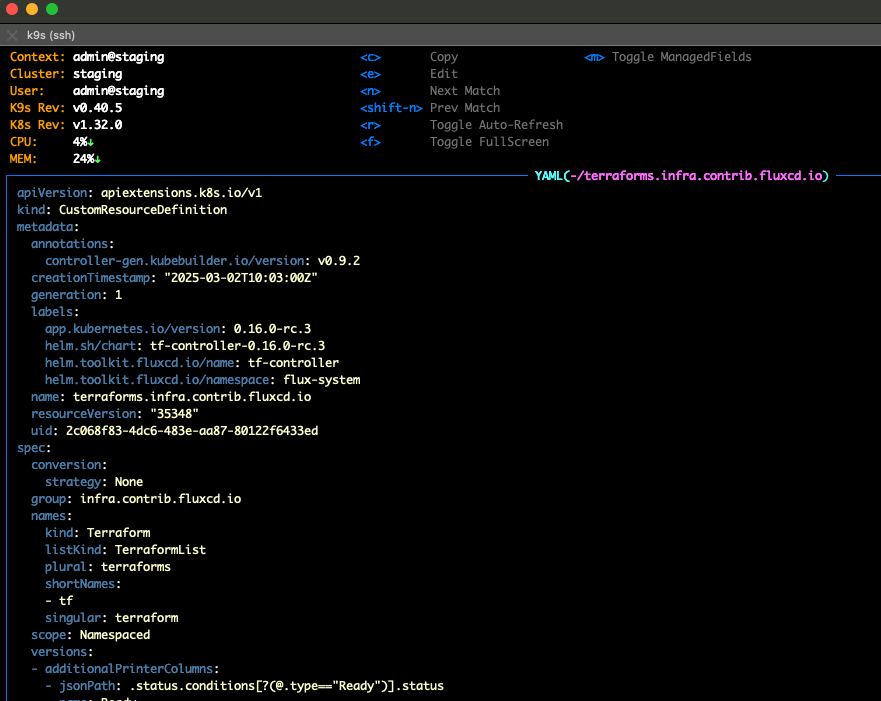 k9s (ssh)
Context: admin@staging <c> Copy <m> Toggle ManagedFields
Cluster: staging <e> Edit
User: admin@staging <n> Next Match
K9s Rev: v0.40.5 <shift-n> Prev Match
K8s Rev: v1.32.0 <r> Toggle Auto-Refresh
CPU: 4%↓ <f> Toggle FullScreen
MEM: 24%↓
YAML(-/terraforms.infra.contrib.fluxcd.io)
apiVersion: apiextensions.k8s.io/v1
kind: CustomResourceDefinition
metadata:
  annotations:
    controller-gen.kubebuilder.io/version: v0.9.2
  creationTimestamp: "2025-03-02T10:03:00Z"
  generation: 1
  labels:
    app.kubernetes.io/version: 0.16.0-rc.3
    helm.sh/chart: tf-controller-0.16.0-rc.3
    helm.toolkit.fluxcd.io/name: tf-controller
    helm.toolkit.fluxcd.io/namespace: flux-system
  name: terraforms.infra.contrib.fluxcd.io
  resourceVersion: "35348"
  uid: 2c068f83-4dc6-483e-aa87-80122f6433ed
spec:
  conversion:
    strategy: None
  group: infra.contrib.fluxcd.io
  names:
    kind: Terraform
    listKind: TerraformList
    plural: terraforms
    shortNames:
    - tf
    singular: terraform
  scope: Namespaced
  versions:
  - additionalPrinterColumns:
    - jsonPath: .status.conditions[?(@.type=="Ready")].status
      name: Ready